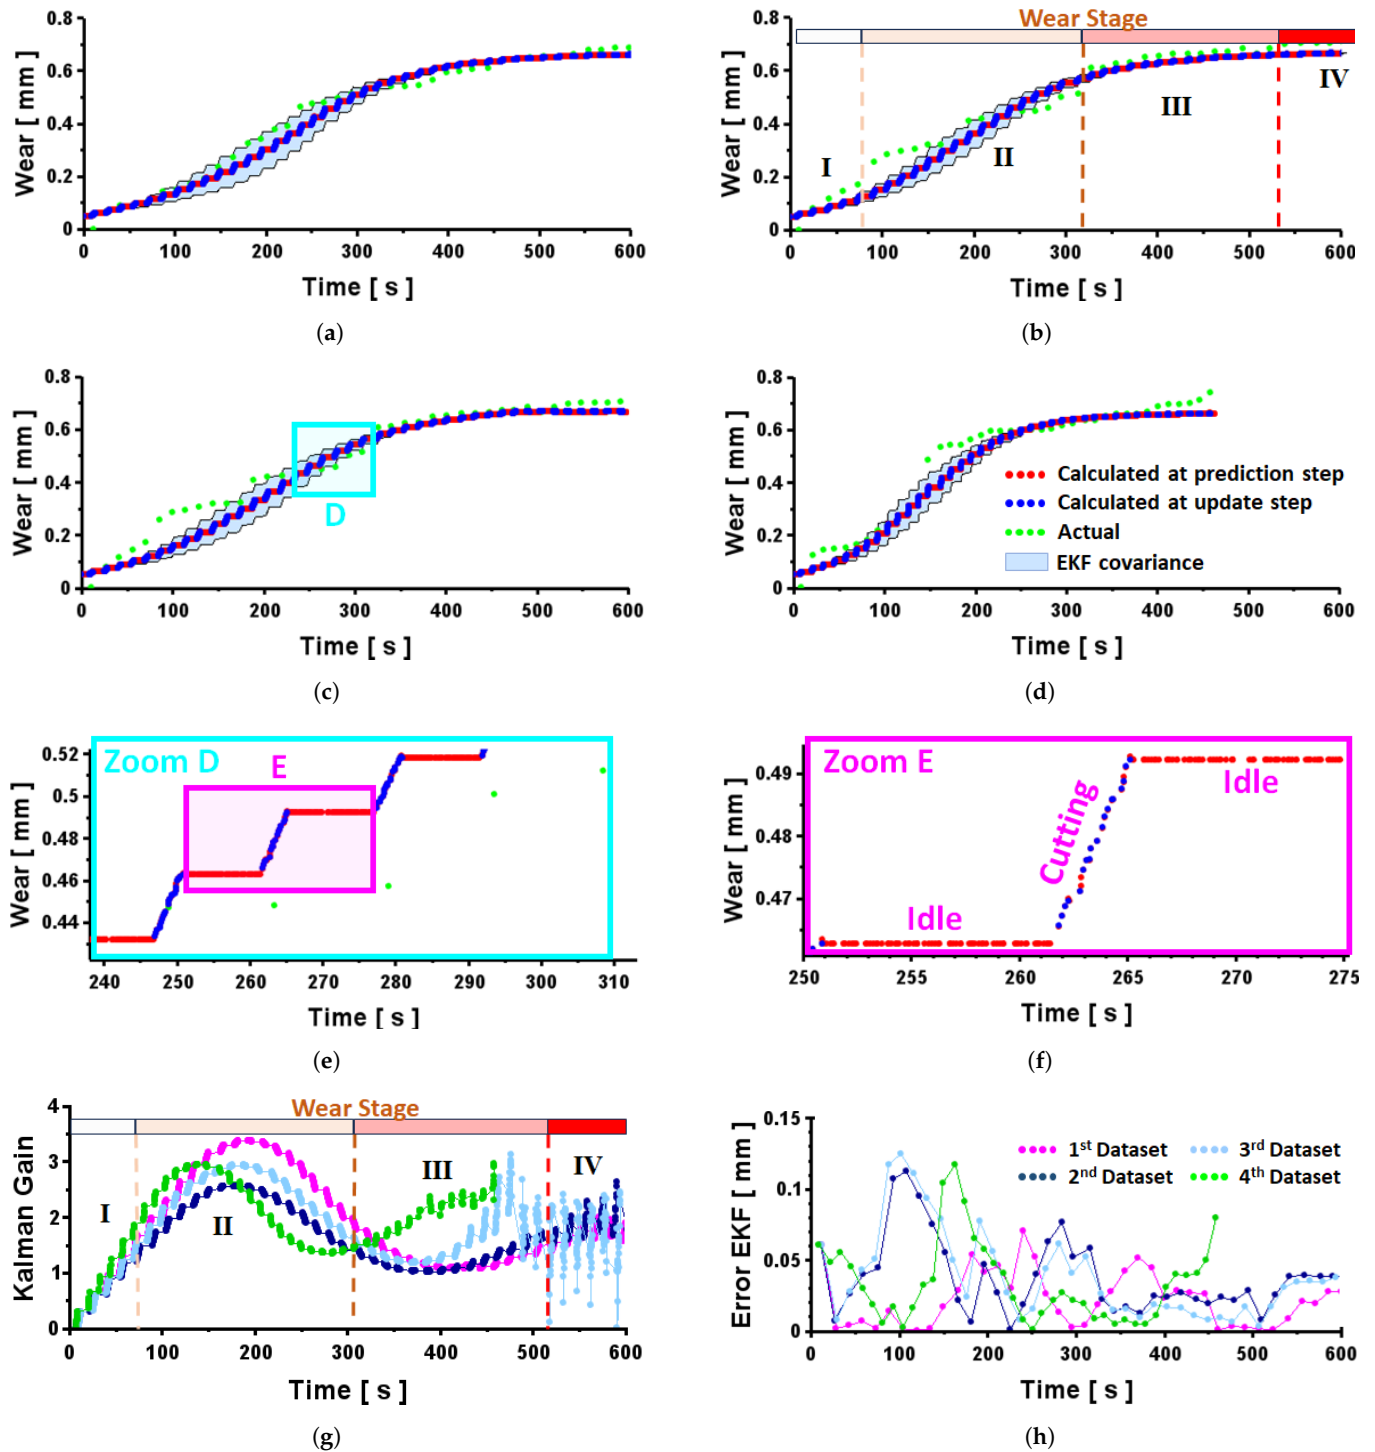 0.8
0.6
0.4
0.2
0
Wear [ mm ]
0 100 200 300 400 500 600
Time [ s ]
(a)
Wear Stage
0.8
0.6
0.4
0.2
0
Wear [ mm ]
I II III IV
0 100 200 300 400 500 600
Time [ s ]
(b)
0.8
0.6
0.4
0.2
0
Wear [ mm ]
D
0 100 200 300 400 500 600
Time [ s ]
(c)
0.8
0.6
0.4
0.2
0
Wear [ mm ]
Calculated at prediction step
Calculated at update step
Actual
EKF covariance
0 100 200 300 400 500 600
Time [ s ]
(d)
Zoom D
E
0.52
0.5
0.48
0.46
0.44
Wear [ mm ]
240 250 260 270 280 290 300 310
Time [ s ]
(e)
Zoom E
Idle
Cutting
Idle
0.49
0.48
0.47
Wear [ mm ]
250 255 260 265 270 275
Time [ s ]
(f)
Wear Stage
4
3
2
1
0
Kalman Gain
I II III IV
0 100 200 300 400 500 600
Time [ s ]
(g)
0.15
0.1
0.05
0
Error EKF [ mm ]
1st Dataset 3rd Dataset
2nd Dataset 4th Dataset
0 100 200 300 400 500 600
Time [ s ]
(h)